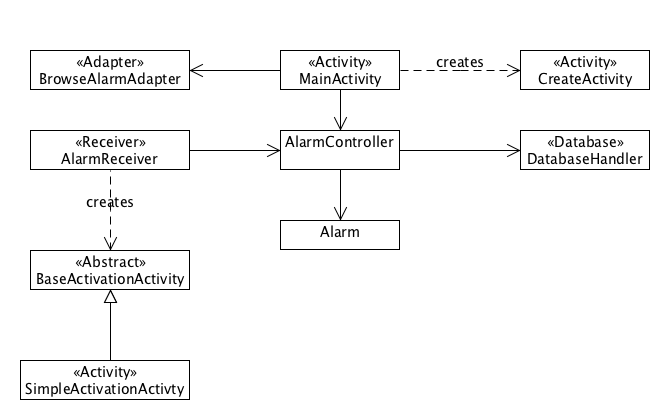 «Adapter»
BrowseAlarmAdapter
«Activity»
MainActivity
creates
«Activity»
CreateActivity
«Receiver»
AlarmReceiver
AlarmController
«Database»
DatabaseHandler
creates
Alarm
«Abstract»
BaseActivationActivity
«Activity»
SimpleActivationActivty